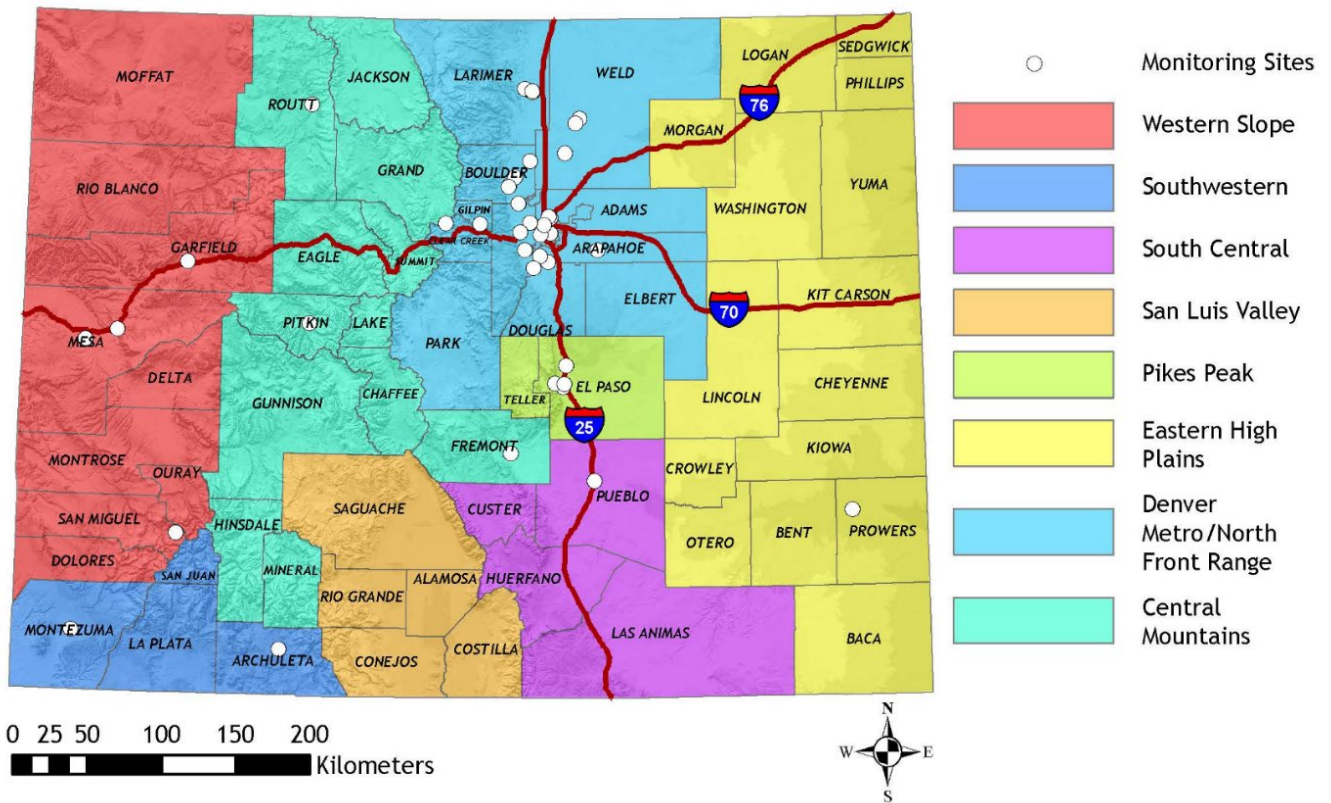 MOFFAT
ROUTT
JACKSON
LARIMER
WELD
LOGAN
SEDGWICK
PHILLIPS
76
MORGAN
RIO BLANCO
GRAND
BOULDER
WASHINGTON
YUMA
GILPIN
ADAMS
GARFIELD
EAGLE
SUMMIT
CLEAR CREEK
ARAPAHOE
KIT CARSON
70
MESA
PITKIN
LAKE
PARK
DOUGLAS
ELBERT
DELTA
GUNNISON
CHAFFEE
TELLER
EL PASO
LINCOLN
CHEYENNE
25
MONTROSE
OURAY
FREMONT
CROWLEY
KIOWA
SAN MIGUEL
HINSDALE
SAGUACHE
CUSTER
PUEBLO
OTERO
BENT
PROWERS
DOLORES
SAN JUAN
MINERAL
RIO GRANDE
ALAMOSA
HUERFANO
MONTEZUMA
LA PLATA
ARCHULETA
CONEJOS
COSTILLA
LAS ANIMAS
BACA
Monitoring Sites
Western Slope
Southwestern
South Central
San Luis Valley
Pikes Peak
Eastern High
Plains
Denver
Metro/North
Front Range
Central
Mountains
0 25 50 100 150 200
Kilometers
N
W E
S